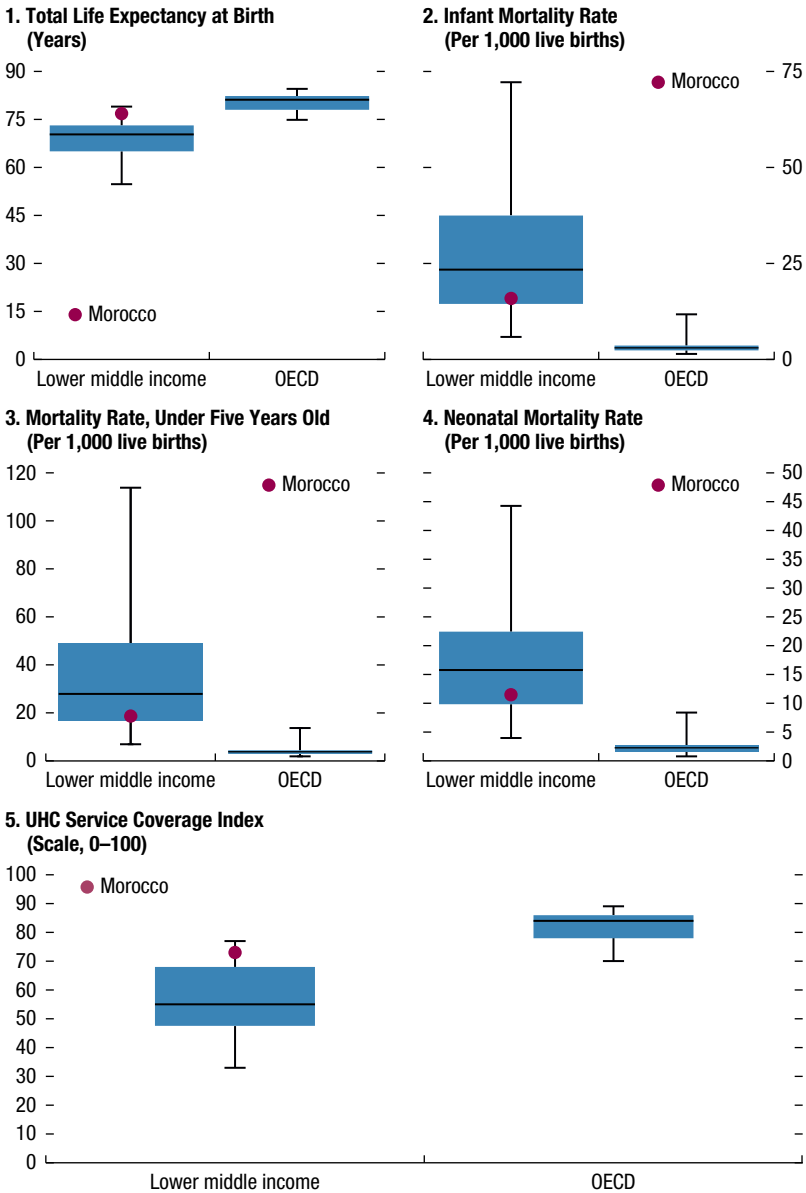 1. Total Life Expectancy at Birth
(Years)
90
75
60
45
30
15
0
Morocco
Lower middle income
OECD
2. Infant Mortality Rate
(Per 1,000 live births)
Morocco
75
50
25
0
Lower middle income
OECD
3. Mortality Rate, Under Five Years Old
(Per 1,000 live births)
120
100
80
60
40
20
0
Morocco
Lower middle income
OECD
4. Neonatal Mortality Rate
(Per 1,000 live births)
Morocco
50
45
40
35
30
25
20
15
10
5
0
Lower middle income
OECD
5. UHC Service Coverage Index
(Scale, 0–100)
100
90
80
70
60
50
40
30
20
10
0
Morocco
Lower middle income
OECD